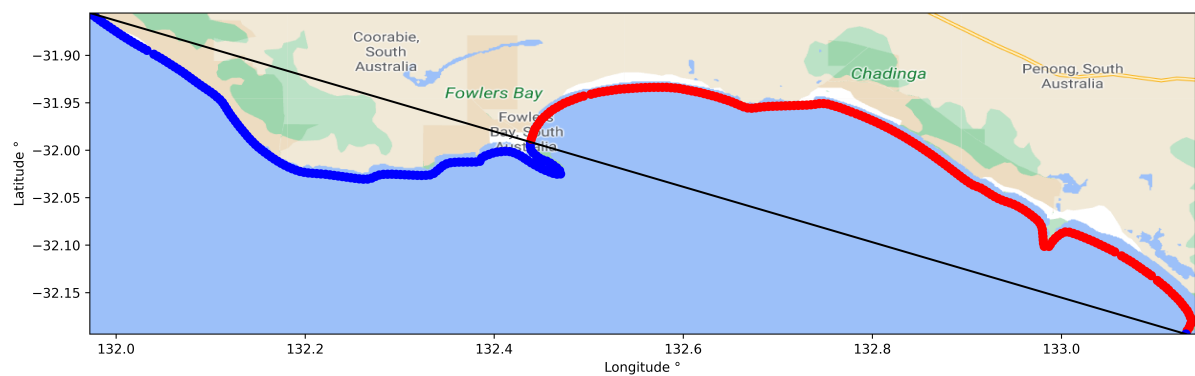 Coorabie,
South
Australia
Chadinga
Penong, South
Australia
Fowlers Bay
Fowlers
Bay, South
Australia
−31.90
−31.95
−32.00
−32.05
−32.10
−32.15
Latitude °
132.0
132.2
132.4
132.6
132.8
133.0
Longitude °